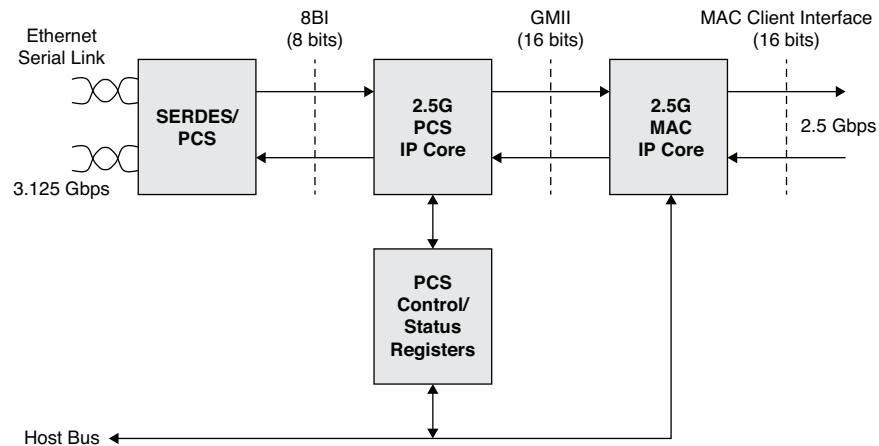 Ethernet
Serial Link
8BI
(8 bits)
GMII
(16 bits)
MAC Client Interface
(16 bits)
SERDES/
PCS
2.5G
PCS
IP Core
2.5G
MAC
IP Core
2.5 Gbps
3.125 Gbps
PCS
Control/
Status
Registers
Host Bus